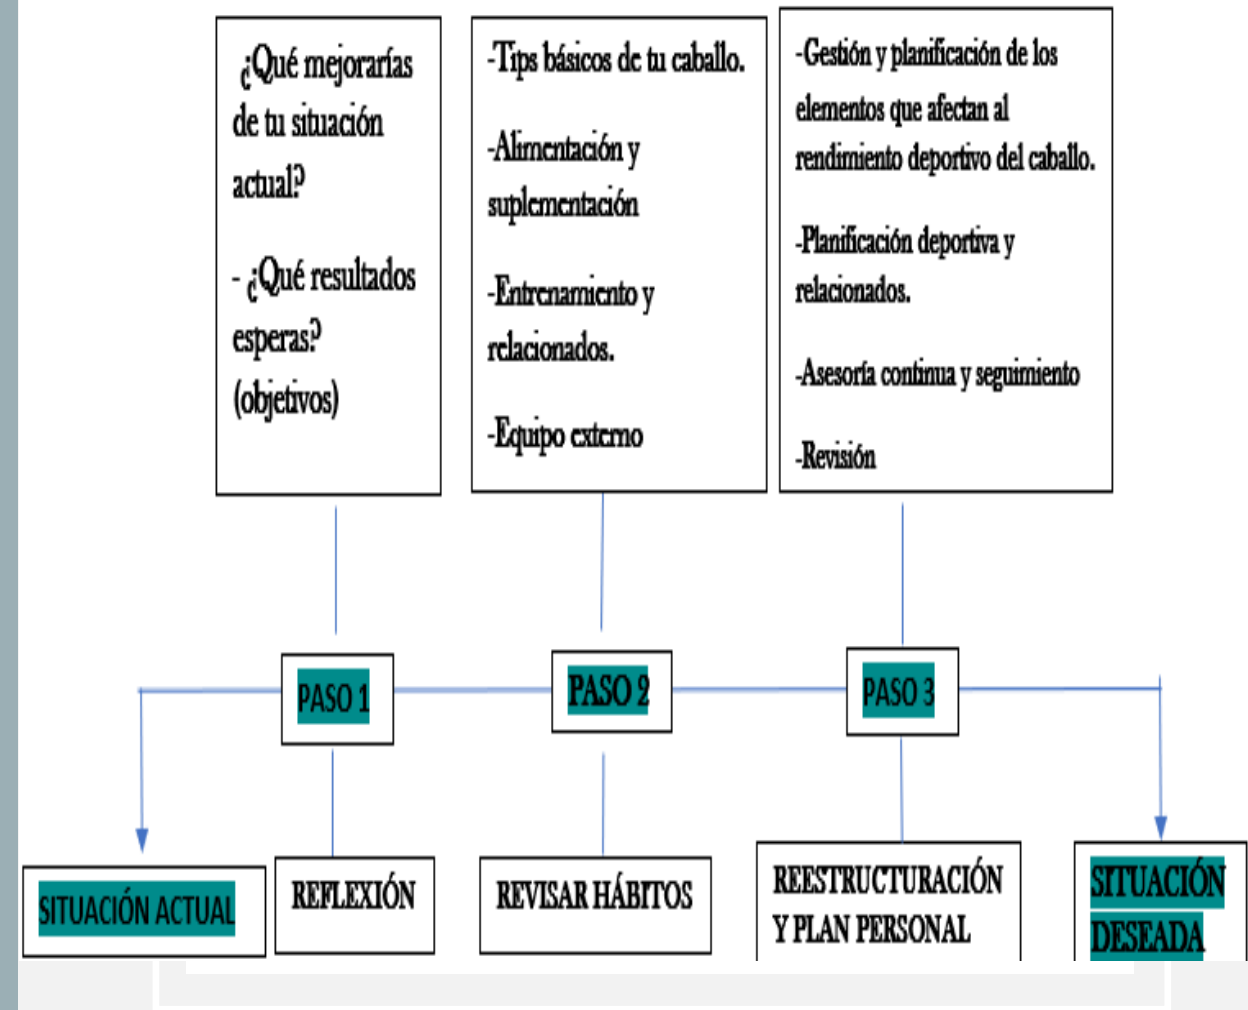 ¿Qué mejorarías
de tu situación
actual?
- ¿Qué resultados
esperas?
(objetivos)
-Tips básicos de tu caballo.
-Alimentación y
suplementación
-Entrenamiento y
relacionados.
-Equipo externo
-Gestión y planificación de los
elementos que afectan al
rendimiento deportivo del caballo.
-Planificación deportiva y
relacionados.
-Asesoría continua y seguimiento
-Revisión
PASO 1
PASO 2
PASO 3
SITUACIÓN ACTUAL
REFLEXIÓN
REVISAR HÁBITOS
REESTRUCTURACIÓN
Y PLAN PERSONAL
SITUACIÓN
DESEADA